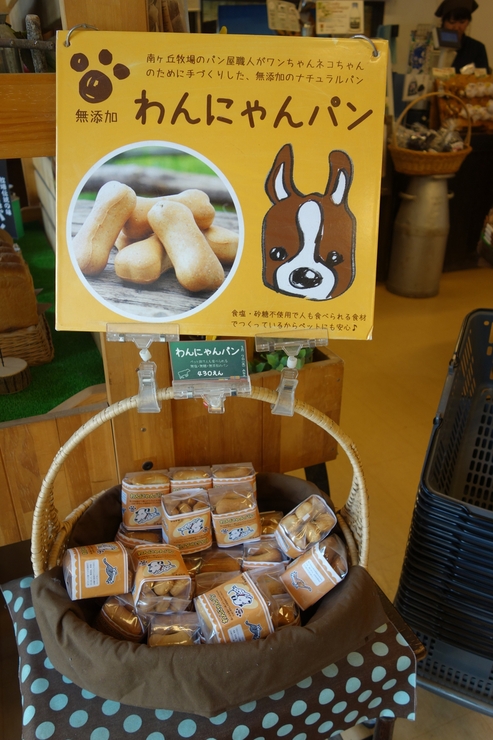 南ヶ丘牧場のパン屋職人がワンちゃんネコちゃん
のために手づくりした、無添加のナチュラルパン
無添加
わんにゃんパン
食塩・砂糖不使用で人も食べられる食材
でつくっているからペットにも安心♪
わんにゃんパン
430えん